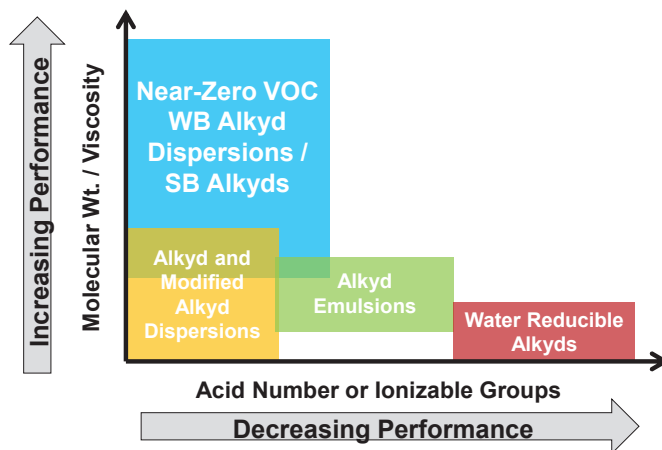 Increasing Performance
Molecular Wt. / Viscosity
Near-Zero VOC
WB Alkyd
Dispersions /
SB Alkyds
Alkyd and
Modified
Alkyd
Dispersions
Alkyd
Emulsions
Water Reducible
Alkyds
Acid Number or Ionizable Groups
Decreasing Performance